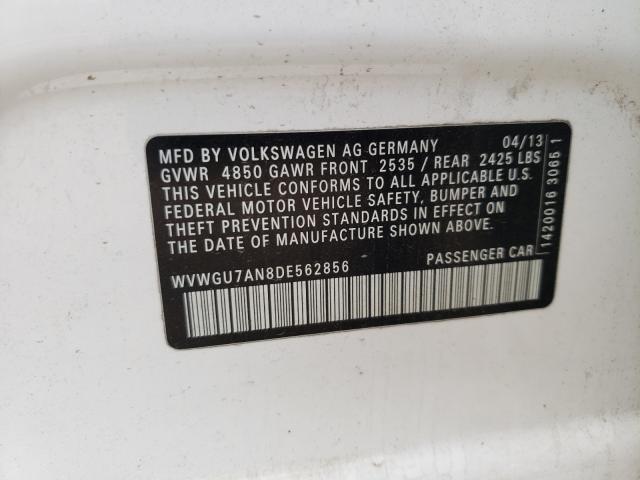 MFD BY VOLKSWAGEN AG GERMANY 04/13
GVWR 4850 GAWR FRONT 2535 / REAR 2425 LBS
THIS VEHICLE CONFORMS TO ALL APPLICABLE U.S.
FEDERAL MOTOR VEHICLE SAFETY, BUMPER AND
THEFT PREVENTION STANDARDS IN EFFECT ON
THE DATE OF MANUFACTURE SHOWN ABOVE.
WVWGU7AN8DE562856 PASSENGER CAR
1420016 3065 1